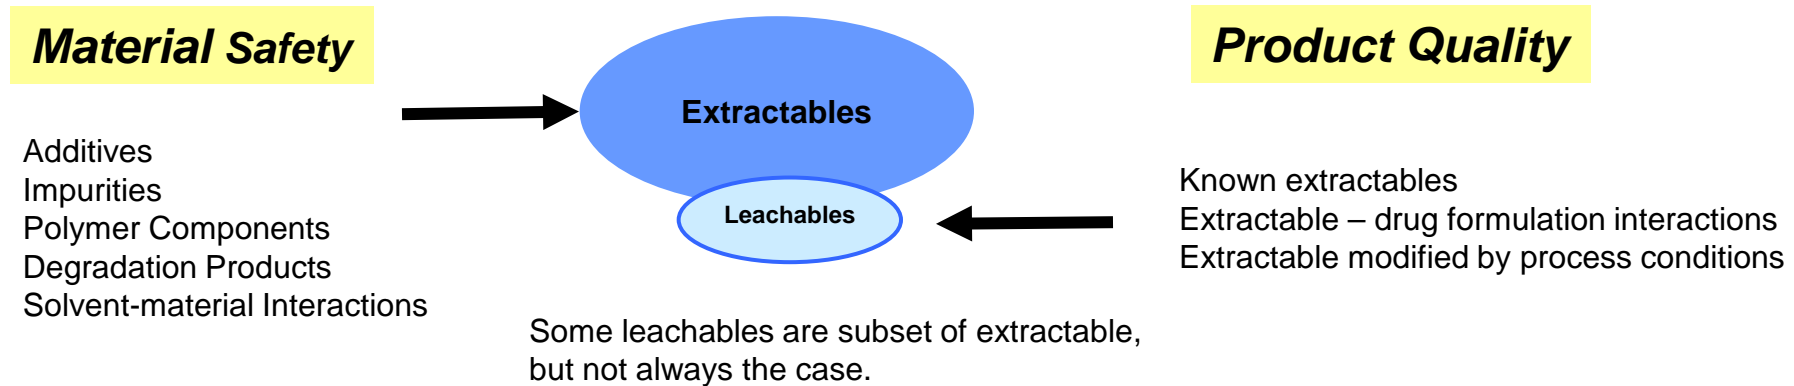 Material Safety
Additives
Impurities
Polymer Components
Degradation Products
Solvent-material Interactions
Extractables
Leachables
Some leachables are subset of extractable,
but not always the case.
Product Quality
Known extractables
Extractable – drug formulation interactions
Extractable modified by process conditions